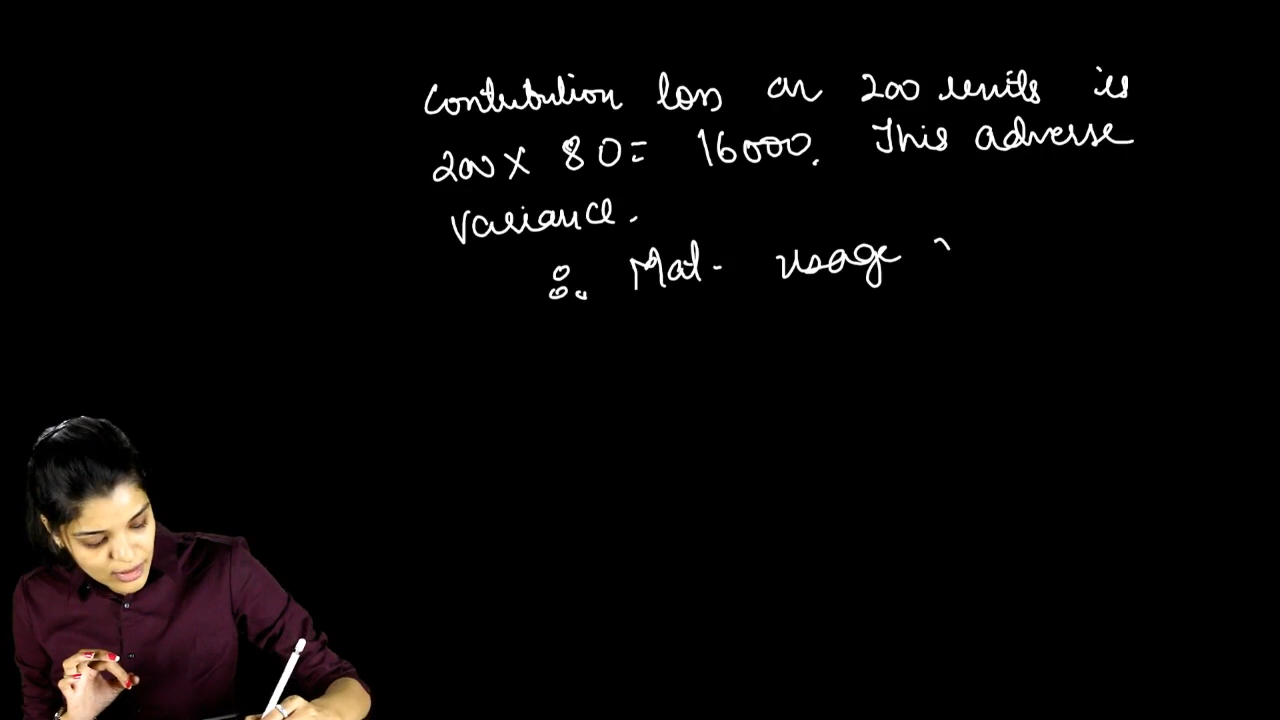 Contribution loss on 200 units is
200 X 80= 16000. This adverse
variance.
∴ Mat. usage